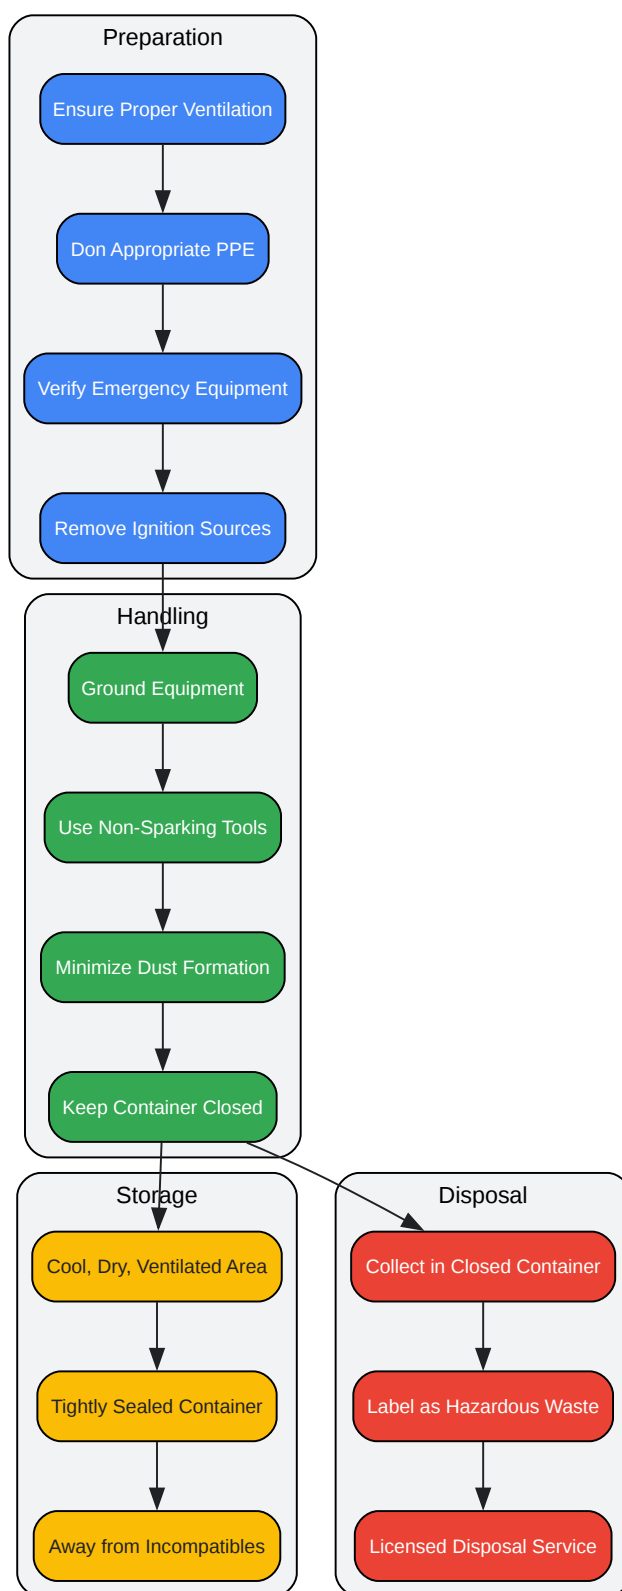 Preparation
Ensure Proper Ventilation
Don Appropriate PPE
Verify Emergency Equipment
Remove Ignition Sources
Handling
Ground Equipment
Use Non-Sparking Tools
Minimize Dust Formation
Keep Container Closed
Storage
Cool, Dry, Ventilated Area
Tightly Sealed Container
Away from Incompatibles
Disposal
Collect in Closed Container
Label as Hazardous Waste
Licensed Disposal Service